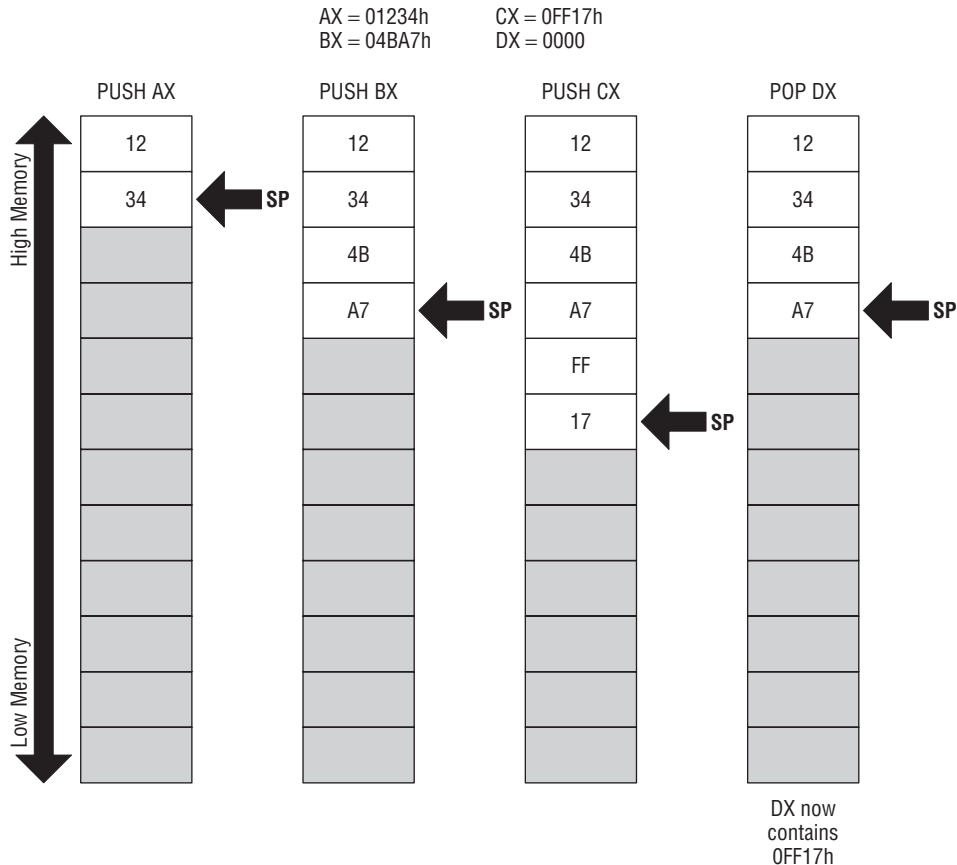 AX = 01234h CX = 0FF17h
BX = 04BA7h DX = 0000
PUSH AX PUSH BX PUSH CX POP DX
High Memory
Low Memory
12 12 12 12
34 SP 34 34 34
4B 4B 4B
A7 SP A7 A7 SP
FF
17 SP
DX now
contains
0FF17h